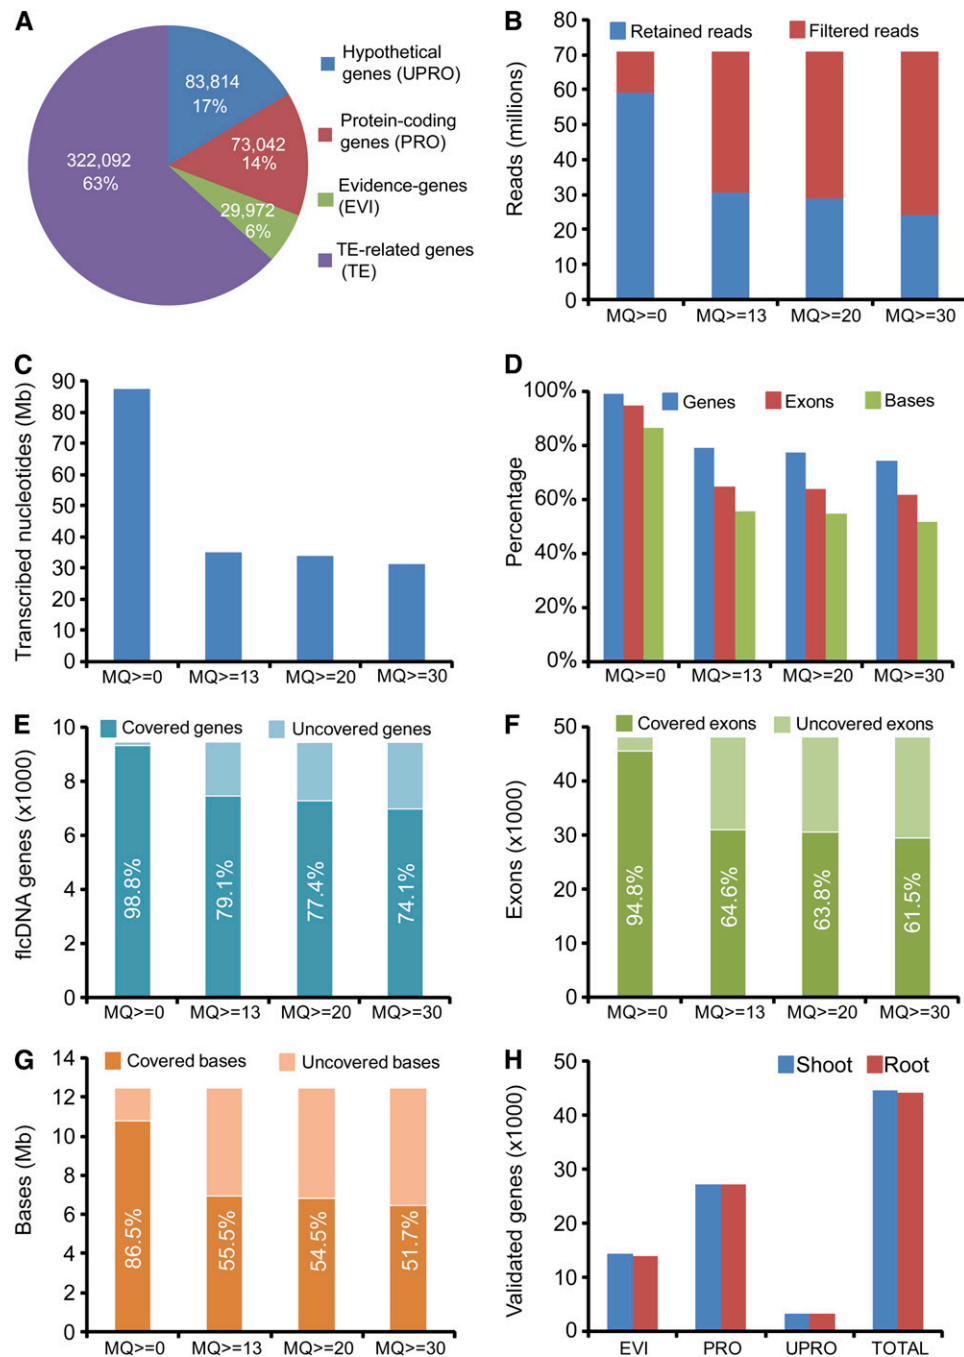 A
83,814
17%
73,042
14%
29,972
6%
322,092
63%
Hypothetical
genes (UPRO)
Protein-coding
genes (PRO)
Evidence-genes
(EVI)
TE-related genes
(TE)
B
Reads (millions)
80
70
60
50
40
30
20
10
0
Retained reads
Filtered reads
MQ>=0
MQ>=13
MQ>=20
MQ>=30
C
Transcribed nucleotides (Mb)
90
80
70
60
50
40
30
20
10
0
MQ>=0
MQ>=13
MQ>=20
MQ>=30
D
Percentage
100%
80%
60%
40%
20%
0%
Genes
Exons
Bases
MQ>=0
MQ>=13
MQ>=20
MQ>=30
E
flcDNA genes (x1000)
10
8
6
4
2
0
Covered genes
Uncovered genes
98.8%
79.1%
77.4%
74.1%
MQ>=0
MQ>=13
MQ>=20
MQ>=30
F
Exons (x1000)
50
40
30
20
10
0
Covered exons
Uncovered exons
94.8%
64.6%
63.8%
61.5%
MQ>=0
MQ>=13
MQ>=20
MQ>=30
G
Bases (Mb)
14
12
10
8
6
4
2
0
Covered bases
Uncovered bases
86.5%
55.5%
54.5%
51.7%
MQ>=0
MQ>=13
MQ>=20
MQ>=30
H
Validated genes (x1000)
50
40
30
20
10
0
Shoot
Root
EVI
PRO
UPRO
TOTAL